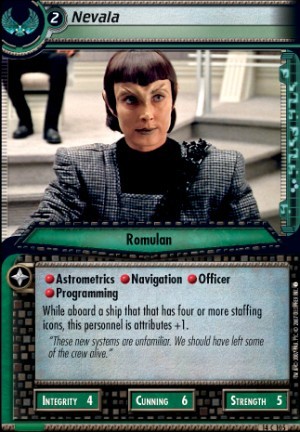 2 Nevala
Romulan
Astrometrics Navigation Officer
Programming
While aboard a ship that that has four or more staffing
icons, this personnel is attributes +1.
"These new systems are unfamiliar. We should have left some
of the crew alive."
INTEGRITY 4 CUNNING 6 STRENGTH 5